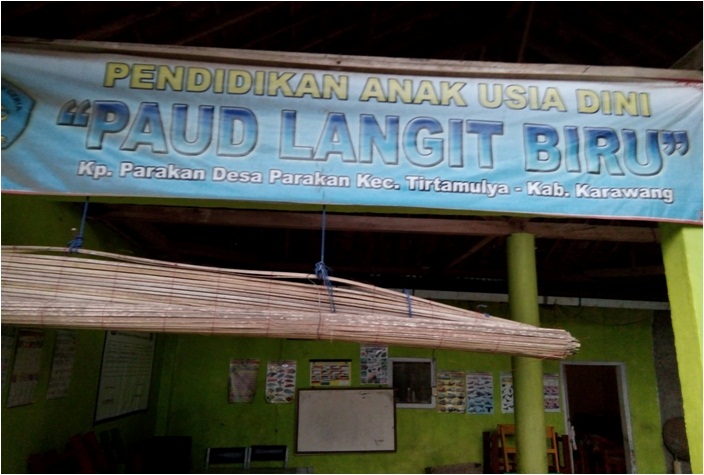 PENDIDIKAN ANAK USIA DINI
"PAUD LANGIT BIRU"
Kp. Parakan Desa Parakan Kec. Tirtamulya - Kab. Karawang